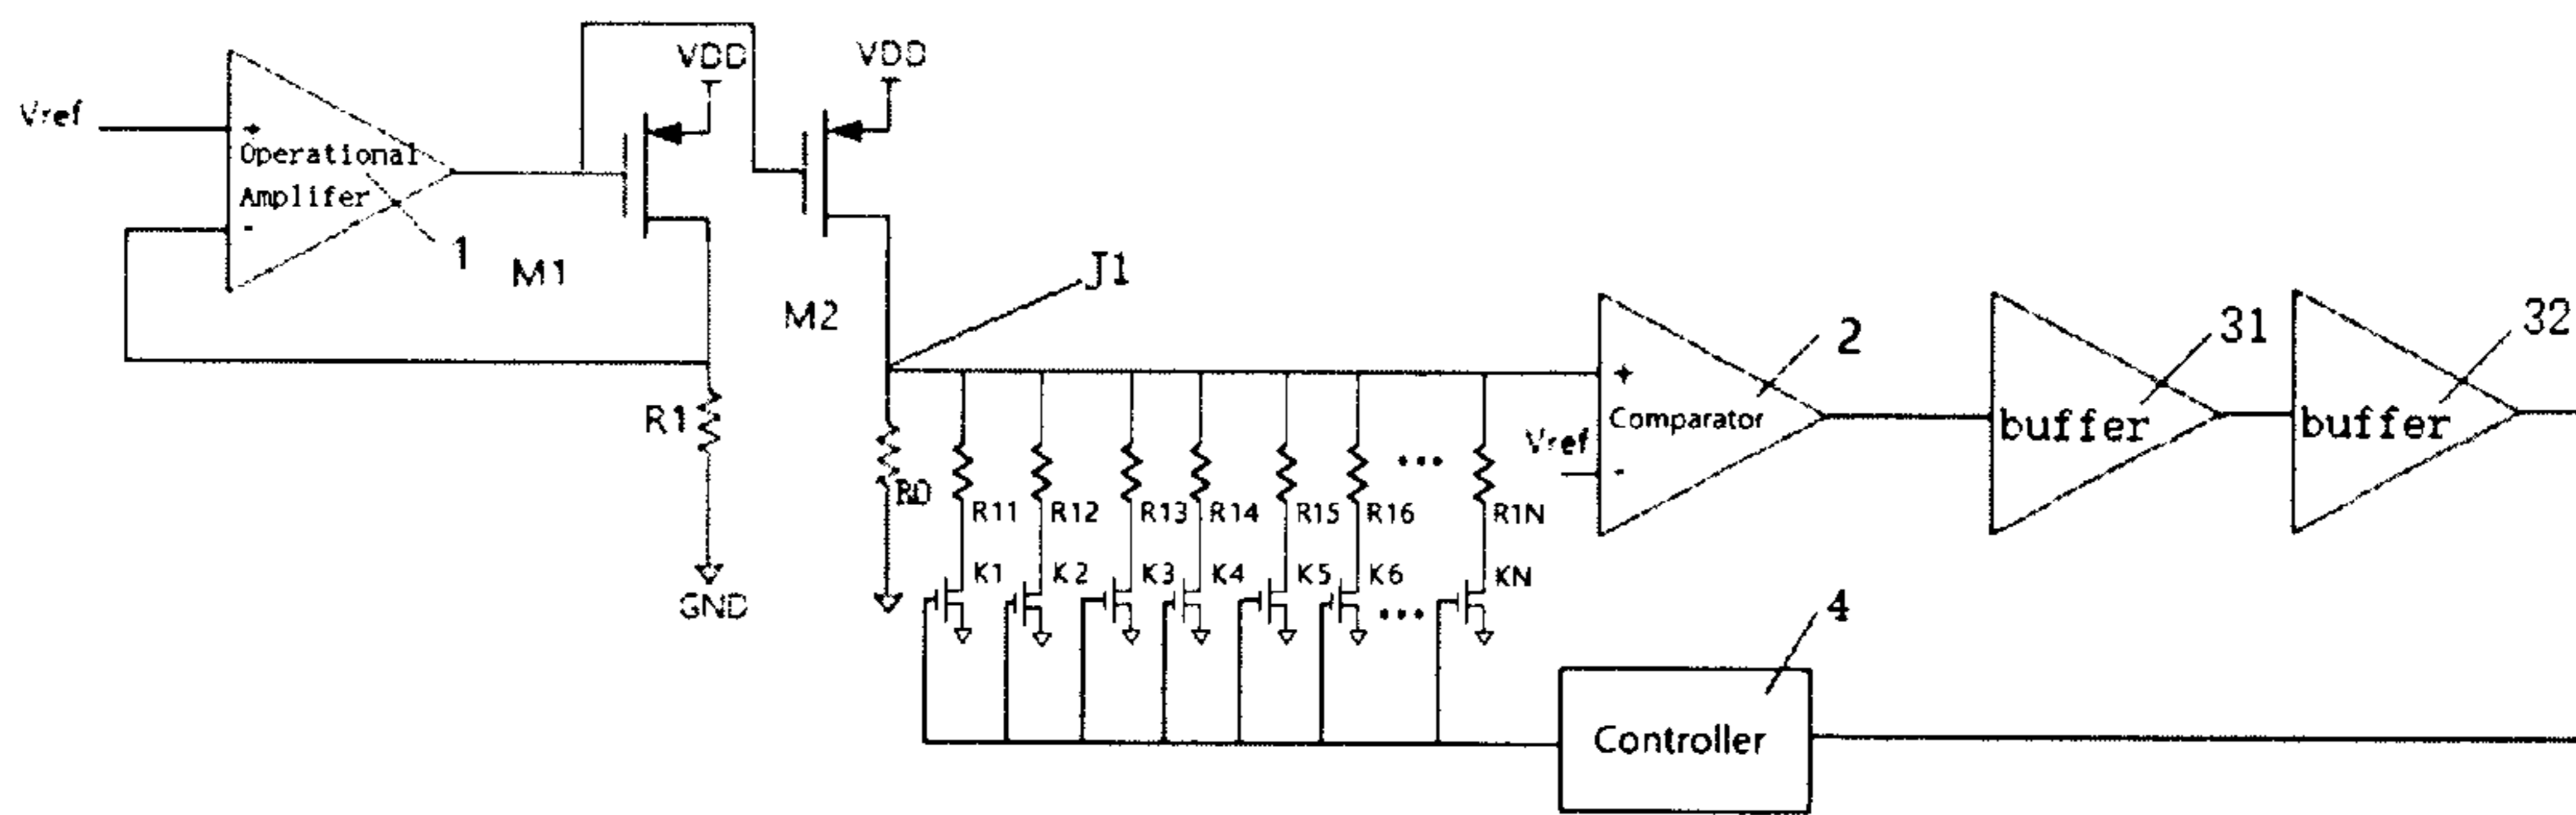 VDD
VDD
Vref
+
Operational
Amplifer
-
1
M1
M2
J1
R1
GND
R0
R11
R12
R13
R14
R15
R16
...
R1N
K1
K2
K3
K4
K5
K6
...
KN
Vref
+
Comparator
-
2
buffer
31
buffer
32
4
Controller